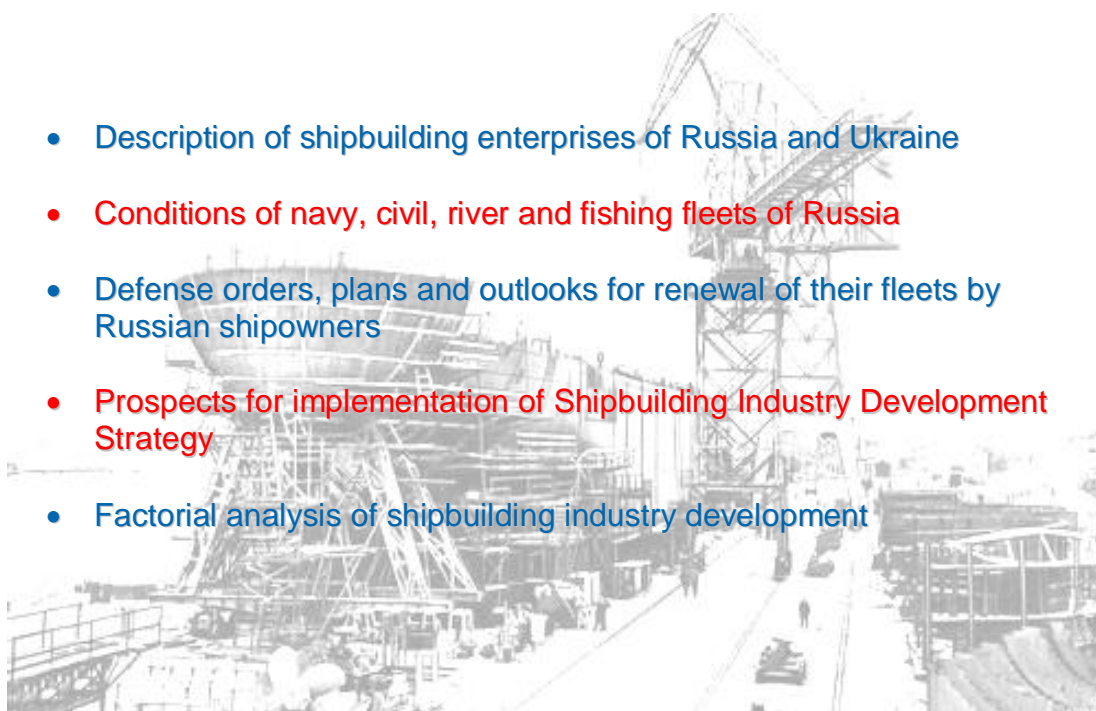 • Description of shipbuilding enterprises of Russia and Ukraine
• Conditions of navy, civil, river and fishing fleets of Russia
• Defense orders, plans and outlooks for renewal of their fleets by
Russian shipowners
• Prospects for implementation of Shipbuilding Industry Development
Strategy
• Factorial analysis of shipbuilding industry development